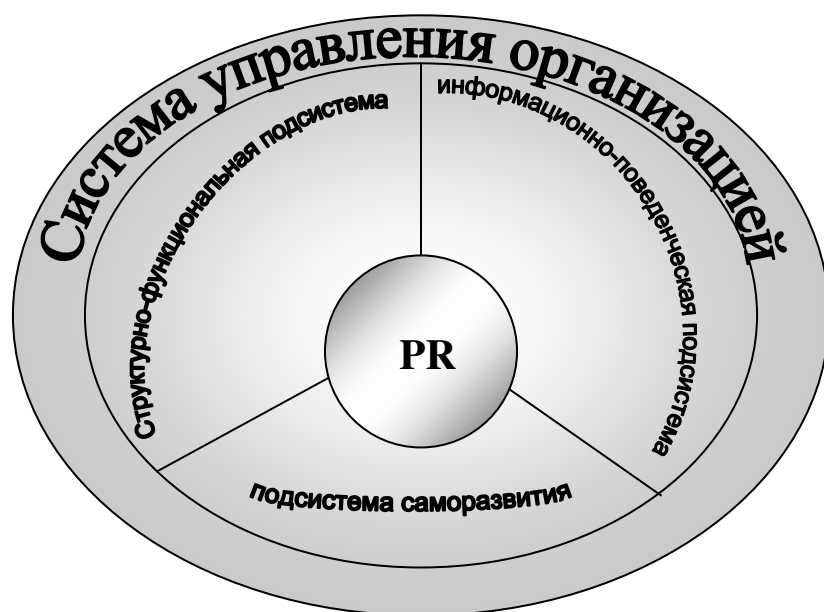 Система управления организацией
Структурно-функциональная подсистема
информационно-поведенческая подсистема
PR
подсистема саморазвития